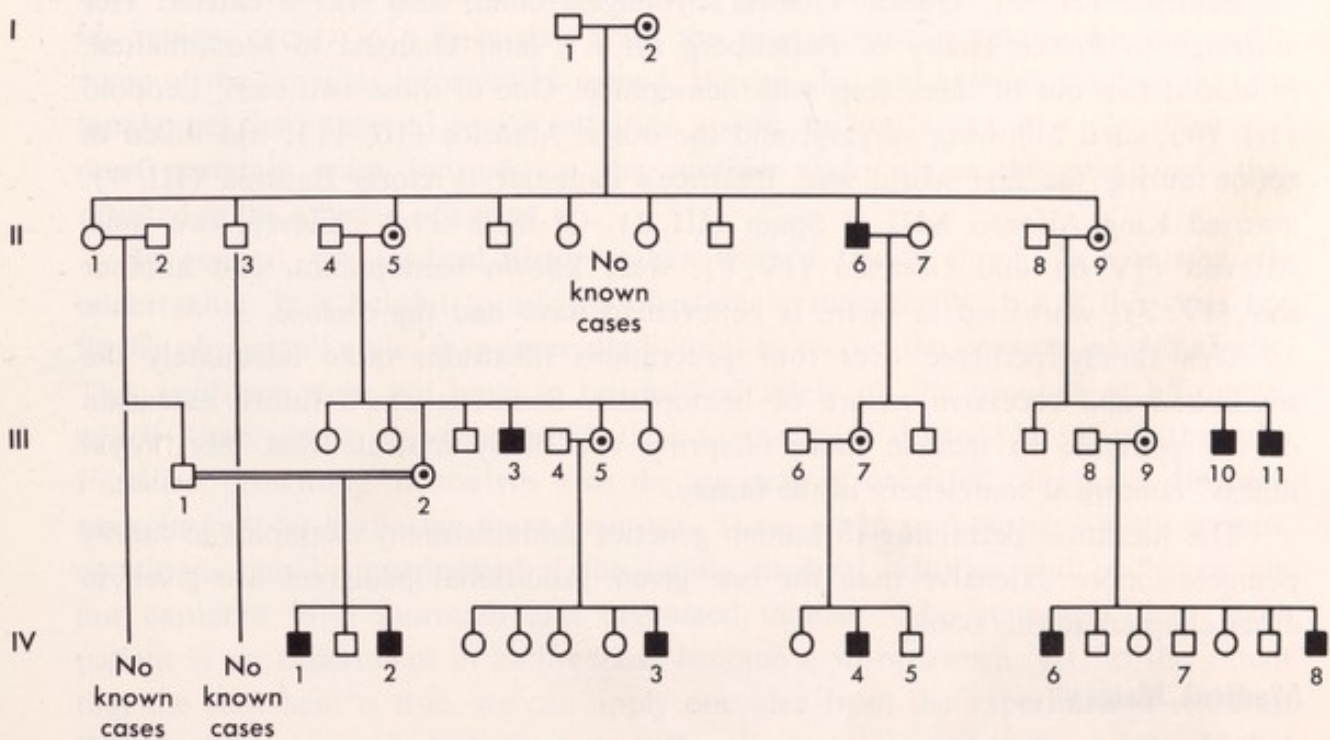 I
1 2
II
1 2 3 4 5 6 7 8 9
No
known
cases
III
3 4 5 6 7 8 9 10 11
1 2
IV
1 2 3 4 5 6 7 8
No
known
cases
No
known
cases